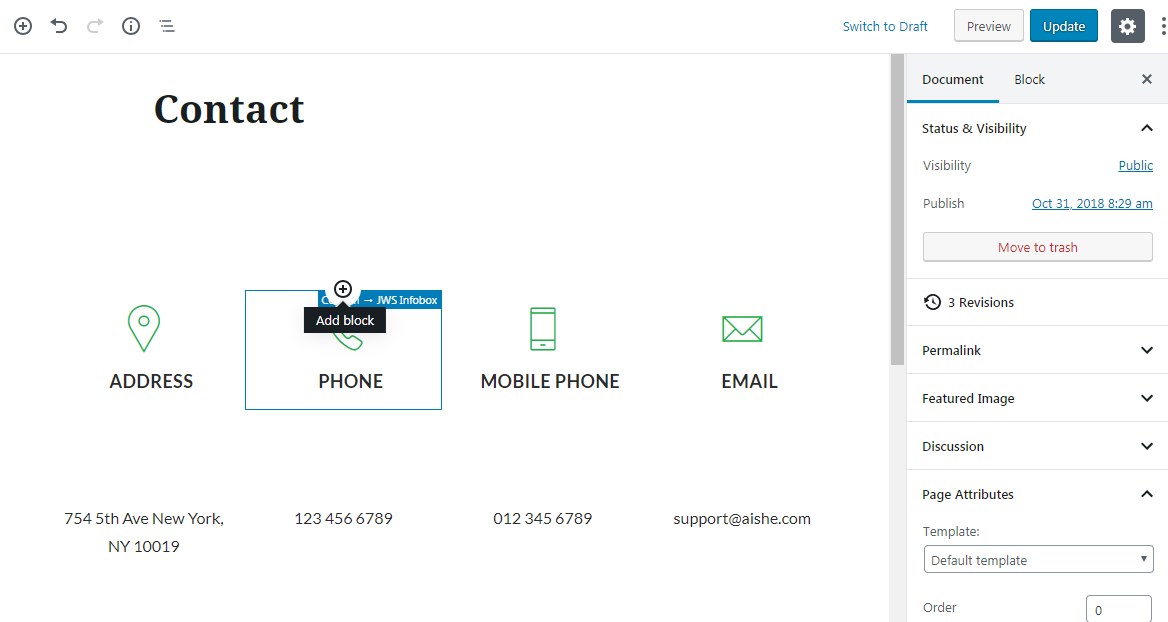 Switch to Draft
Preview
Update
Document
Block
Contact
Status & Visibility
Visibility
Public
Publish
Oct 31, 2018 8:29 am
Move to trash
→ JWS Infobox
Add block
3 Revisions
ADDRESS
PHONE
MOBILE PHONE
EMAIL
Permalink
Featured Image
Discussion
Page Attributes
754 5th Ave New York,
NY 10019
123 456 6789
012 345 6789
support@aishe.com
Template:
Default template
Order
0